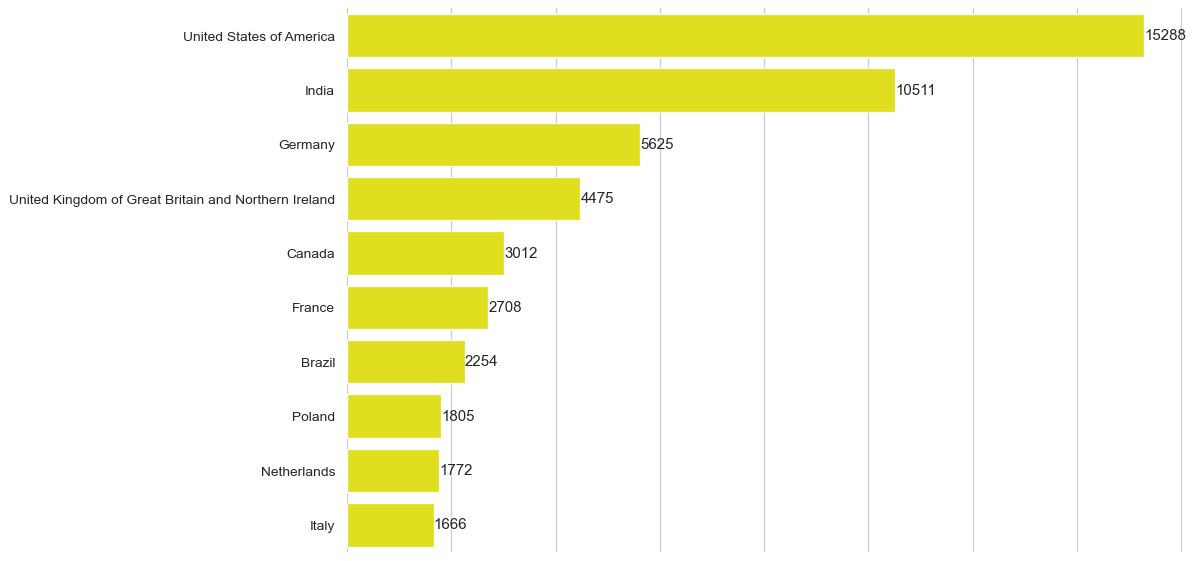 United States of America 15288
India 10511
Germany 5625
United Kingdom of Great Britain and Northern Ireland 4475
Canada 3012
France 2708
Brazil 2254
Poland 1805
Netherlands 1772
Italy 1666